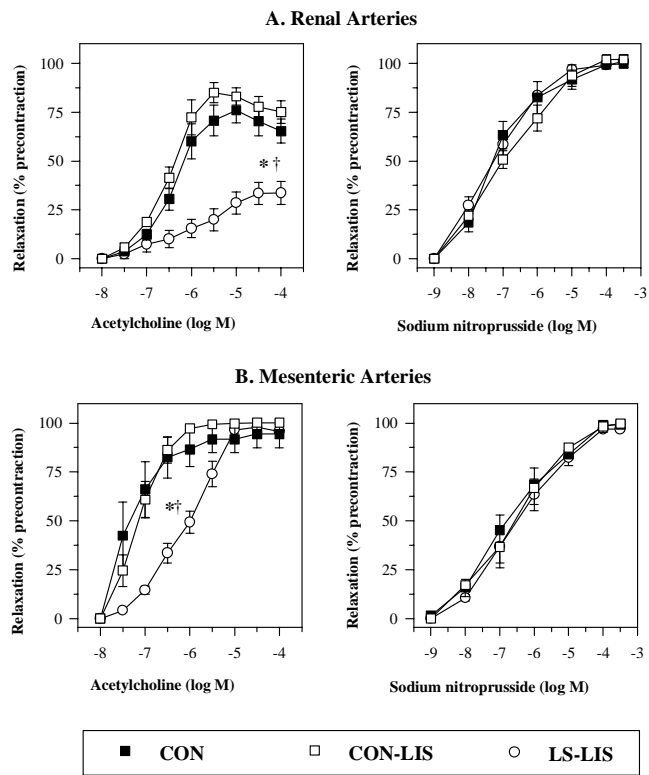 A. Renal Arteries
Relaxation (% precontraction)
100
75
50
25
0
* †
-8 -7 -6 -5 -4
Acetylcholine (log M)
Relaxation (% precontraction)
100
75
50
25
0
-9 -8 -7 -6 -5 -4 -3
Sodium nitroprusside (log M)
B. Mesenteric Arteries
Relaxation (% precontraction)
100
75
50
25
0
*†
-8 -7 -6 -5 -4
Acetylcholine (log M)
Relaxation (% precontraction)
100
75
50
25
0
-9 -8 -7 -6 -5 -4 -3
Sodium nitroprusside (log M)
CON CON-LIS LS-LIS